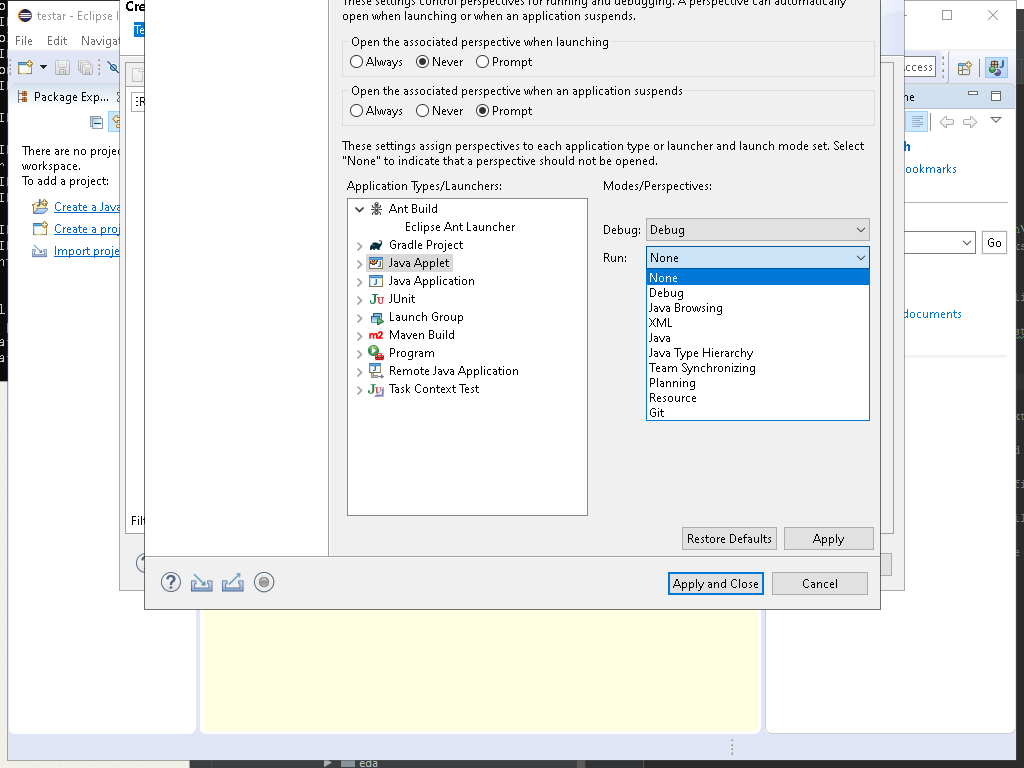 testar - Eclipse
File Edit Navigat
Package Exp...
There are no proje
workspace.
To add a project:
Create a Java
Create a proj
Import proje
Cre
Te
Filt
These settings control perspectives for running and debugging. A perspective can automatically
open when launching or when an application suspends.
Open the associated perspective when launching
Always Never Prompt
Open the associated perspective when an application suspends
Always Never Prompt
These settings assign perspectives to each application type or launcher and launch mode set. Select
"None" to indicate that a perspective should not be opened.
Application Types/Launchers:
Ant Build
Eclipse Ant Launcher
Gradle Project
Java Applet
Java Application
JUnit
Launch Group
m2 Maven Build
Program
Remote Java Application
Task Context Test
Modes/Perspectives:
Debug: Debug
Run: None
None
Debug
Java Browsing
XML
Java
Java Type Hierarchy
Team Synchronizing
Planning
Resource
Git
Restore Defaults Apply
Apply and Close Cancel
ccess
ne
h
ookmarks
Go
documents
eda